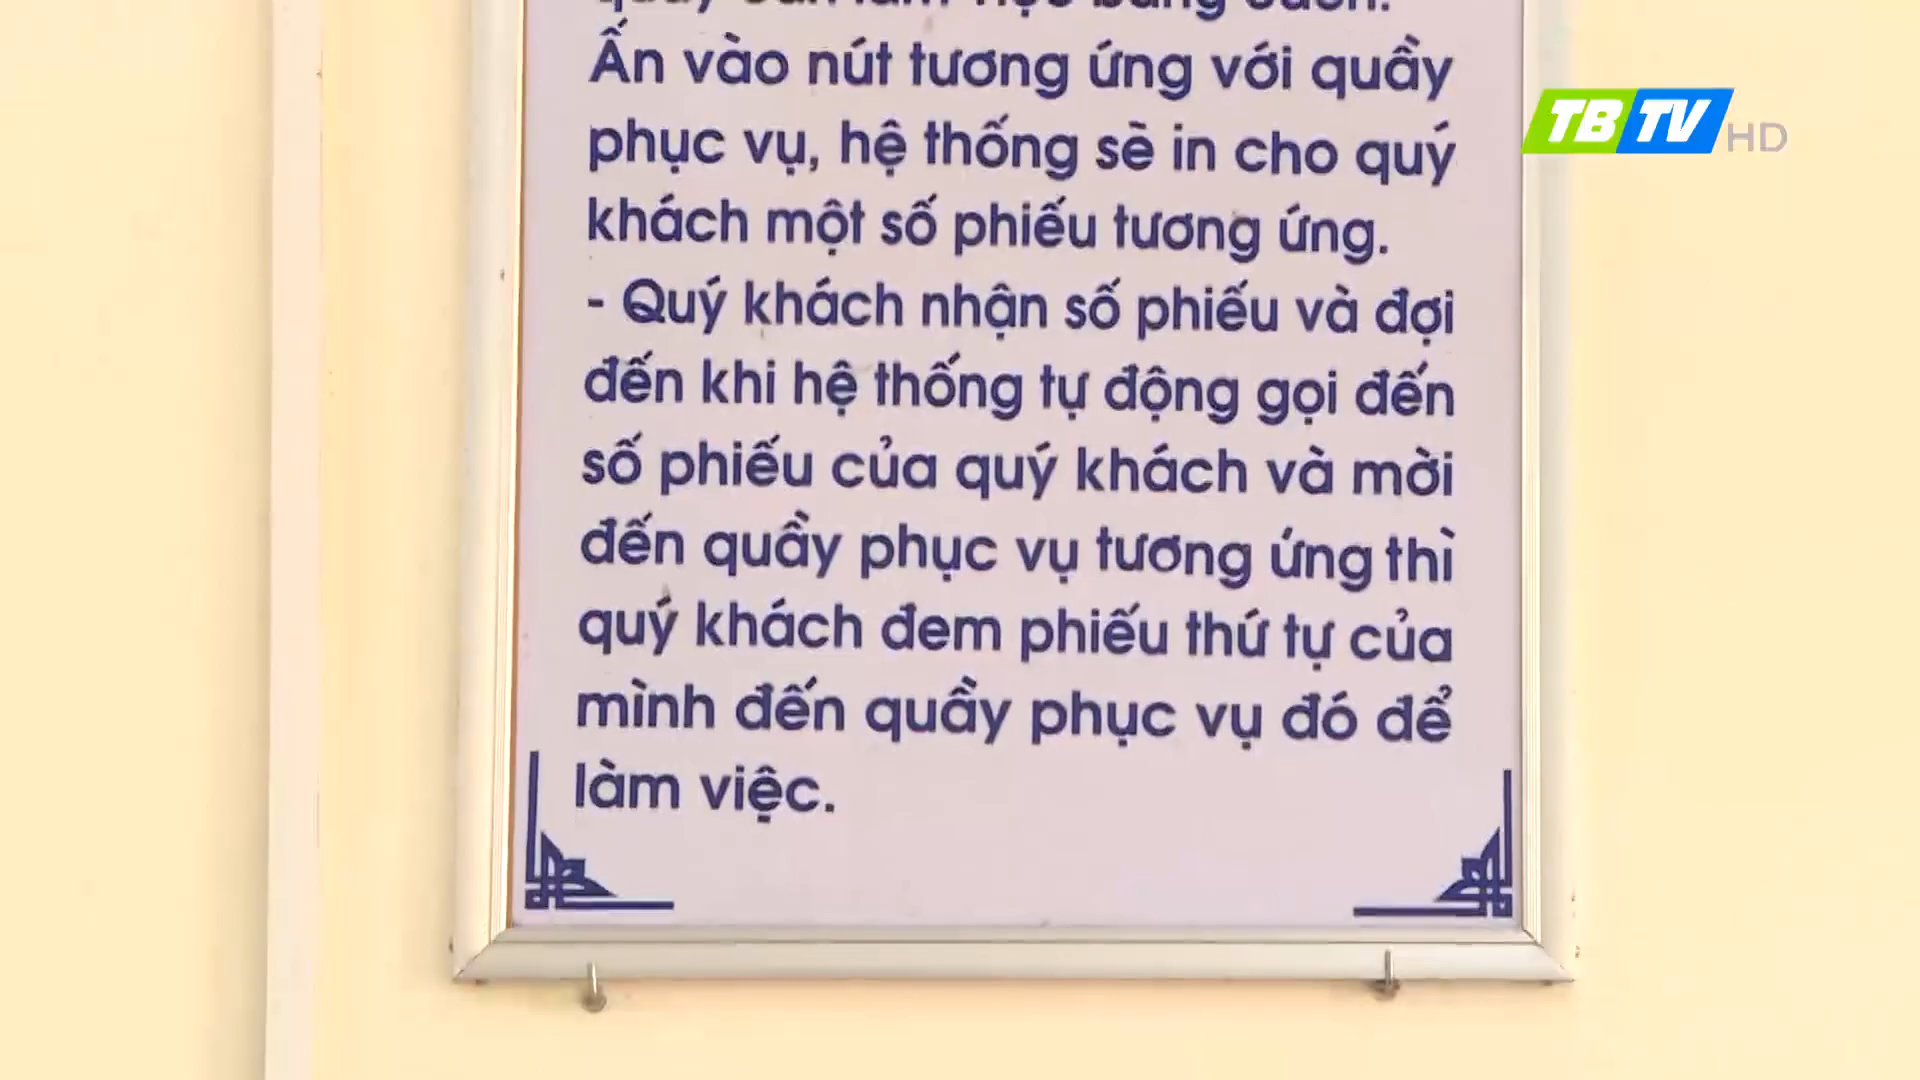 Ấn vào nút tương ứng với quầy
phục vụ, hệ thống sẽ in cho quý
khách một số phiếu tương ứng.
- Quý khách nhận số phiếu và đợi
đến khi hệ thống tự động gọi đến
số phiếu của quý khách và mời
đến quầy phục vụ tương ứng thì
quý khách đem phiếu thứ tự của
mình đến quầy phục vụ đó để
làm việc.
TBTV HD